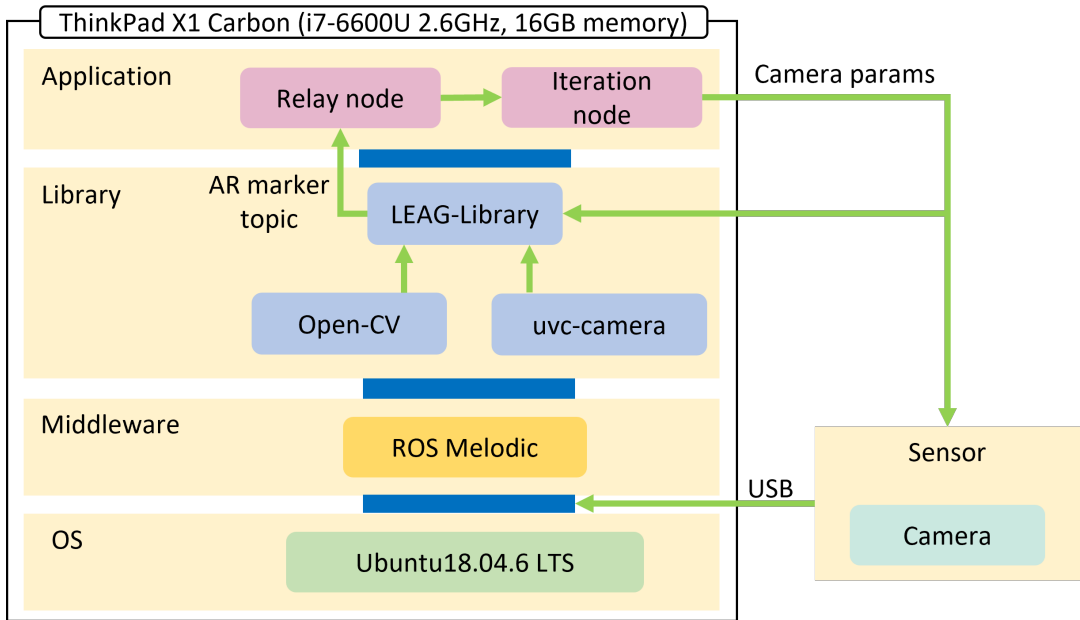 ThinkPad X1 Carbon (i7-6600U 2.6GHz, 16GB memory)
Application
Relay node
Iteration
node
Camera params
Library
AR marker
topic
LEAG-Library
Open-CV
uvc-camera
Middleware
ROS Melodic
Sensor
USB
Camera
OS
Ubuntu18.04.6 LTS